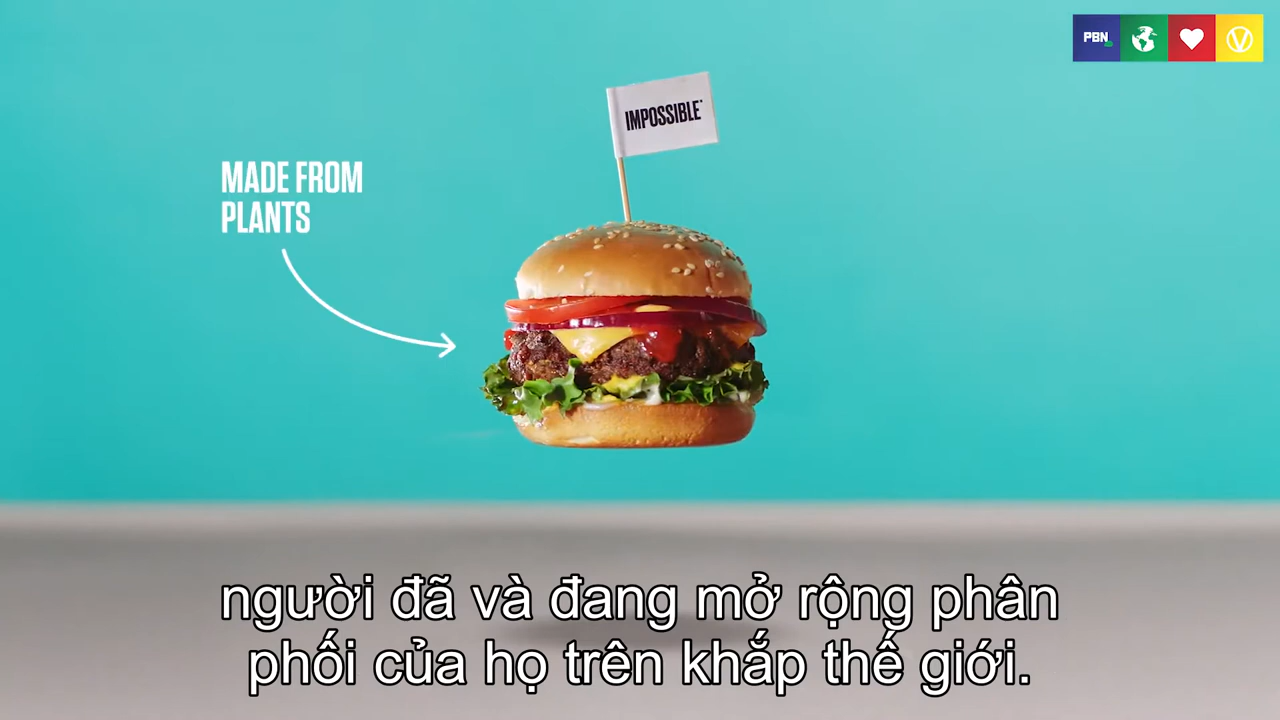 PBN
IMPOSSIBLE
MADE FROM
PLANTS
người đã và đang mở rộng phân
phối của họ trên khắp thế giới.